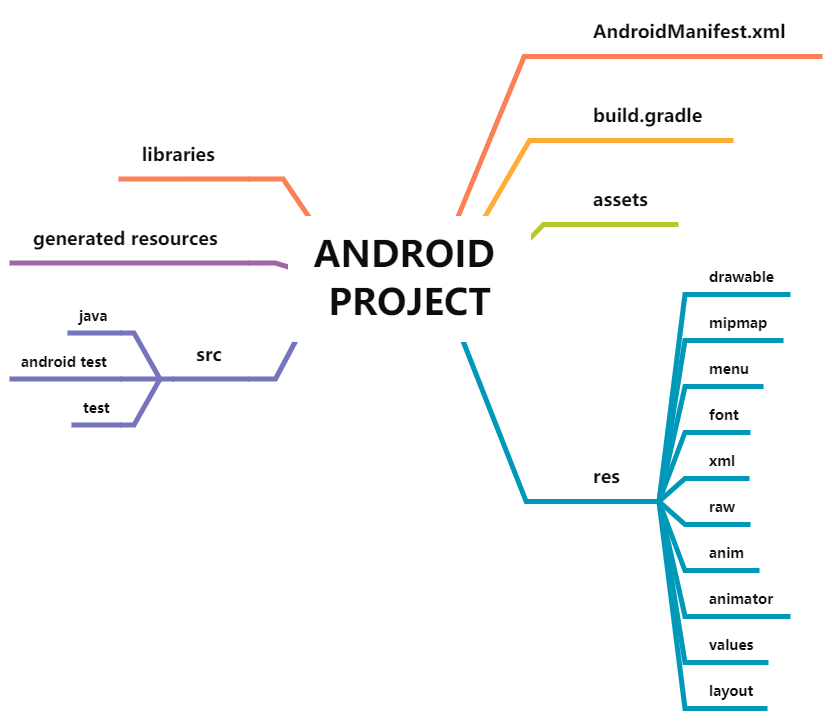 ANDROID
PROJECT
AndroidManifest.xml
build.gradle
assets
res
drawable
mipmap
menu
font
xml
raw
anim
animator
values
layout
libraries
generated resources
src
java
android test
test